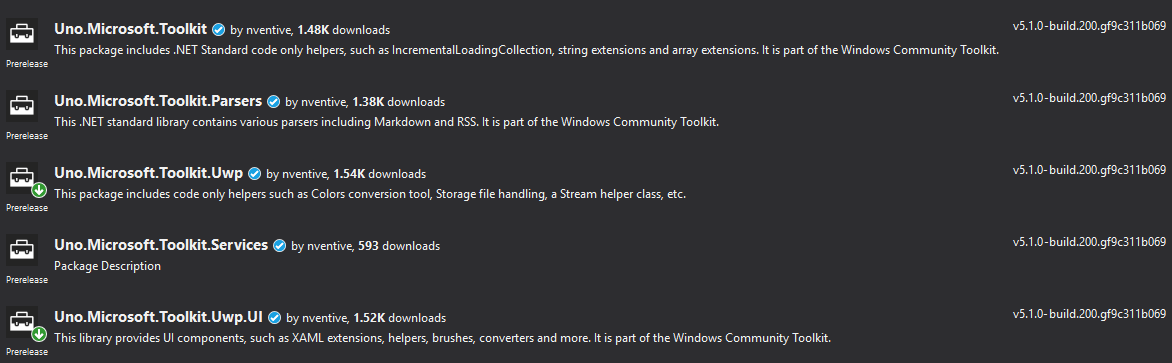 Uno.Microsoft.Toolkit by nventive, 1.48K downloads v5.1.0-build.200.gf9c311b069
This package includes .NET Standard code only helpers, such as IncrementalLoadingCollection, string extensions and array extensions. It is part of the Windows Community Toolkit.
Prerelease
Uno.Microsoft.Toolkit.Parsers by nventive, 1.38K downloads v5.1.0-build.200.gf9c311b069
This .NET standard library contains various parsers including Markdown and RSS. It is part of the Windows Community Toolkit.
Prerelease
Uno.Microsoft.Toolkit.Uwp by nventive, 1.54K downloads v5.1.0-build.200.gf9c311b069
This package includes code only helpers such as Colors conversion tool, Storage file handling, a Stream helper class, etc.
Prerelease
Uno.Microsoft.Toolkit.Services by nventive, 593 downloads v5.1.0-build.200.gf9c311b069
Package Description
Prerelease
Uno.Microsoft.Toolkit.Uwp.UI by nventive, 1.52K downloads v5.1.0-build.200.gf9c311b069
This library provides UI components, such as XAML extensions, helpers, brushes, converters and more. It is part of the Windows Community Toolkit.
Prerelease